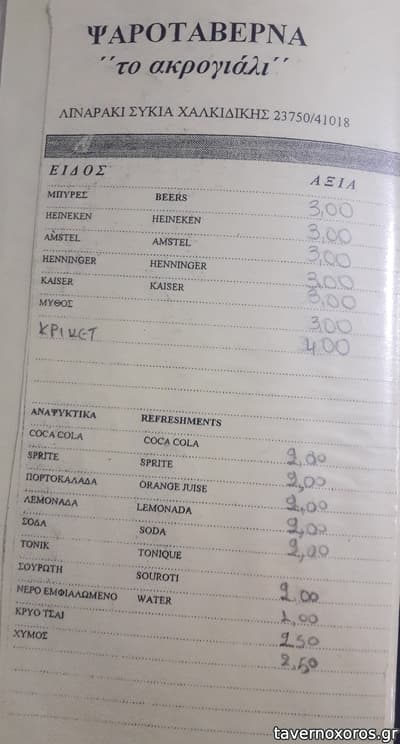 ΨΑΡΟΤΑΒΕΡΝΑ
΄΄το ακρογιάλι΄΄
ΛΙΝΑΡΑΚΙ ΣΥΚΙΑ ΧΑΛΚΙΔΙΚΗΣ 23750/41018
ΕΙΔΟΣ ΑΞΙΑ
ΜΠΥΡΕΣ BEERS 3,00
HEINEKEN HEINEKEN 3,00
AMSTEL AMSTEL 3,00
HENNINGER HENNINGER 3,00
KAISER KAISER 3,00
ΜΥΘΟΣ 3,00
ΚΡΙΚΕΤ 4,00
ΑΝΑΨΥΚΤΙΚΑ REFRESHMENTS
COCA COLA COCA COLA 2,00
SPRITE SPRITE 2,00
ΠΟΡΤΟΚΑΛΑΔΑ ORANGE JUISE 2,00
ΛΕΜΟΝΑΔΑ LEMONADA 2,00
ΣΟΔΑ SODA 2,00
ΤΟΝΙΚ TONIQUE
ΣΟΥΡΩΤΗ SOUROTI 2,00
ΝΕΡΟ ΕΜΦΙΑΛΩΜΕΝΟ WATER 1,00
ΚΡΥΟ ΤΣΑΙ 2,50
ΧΥΜΟΣ 2,50
tavernoxoros.gr